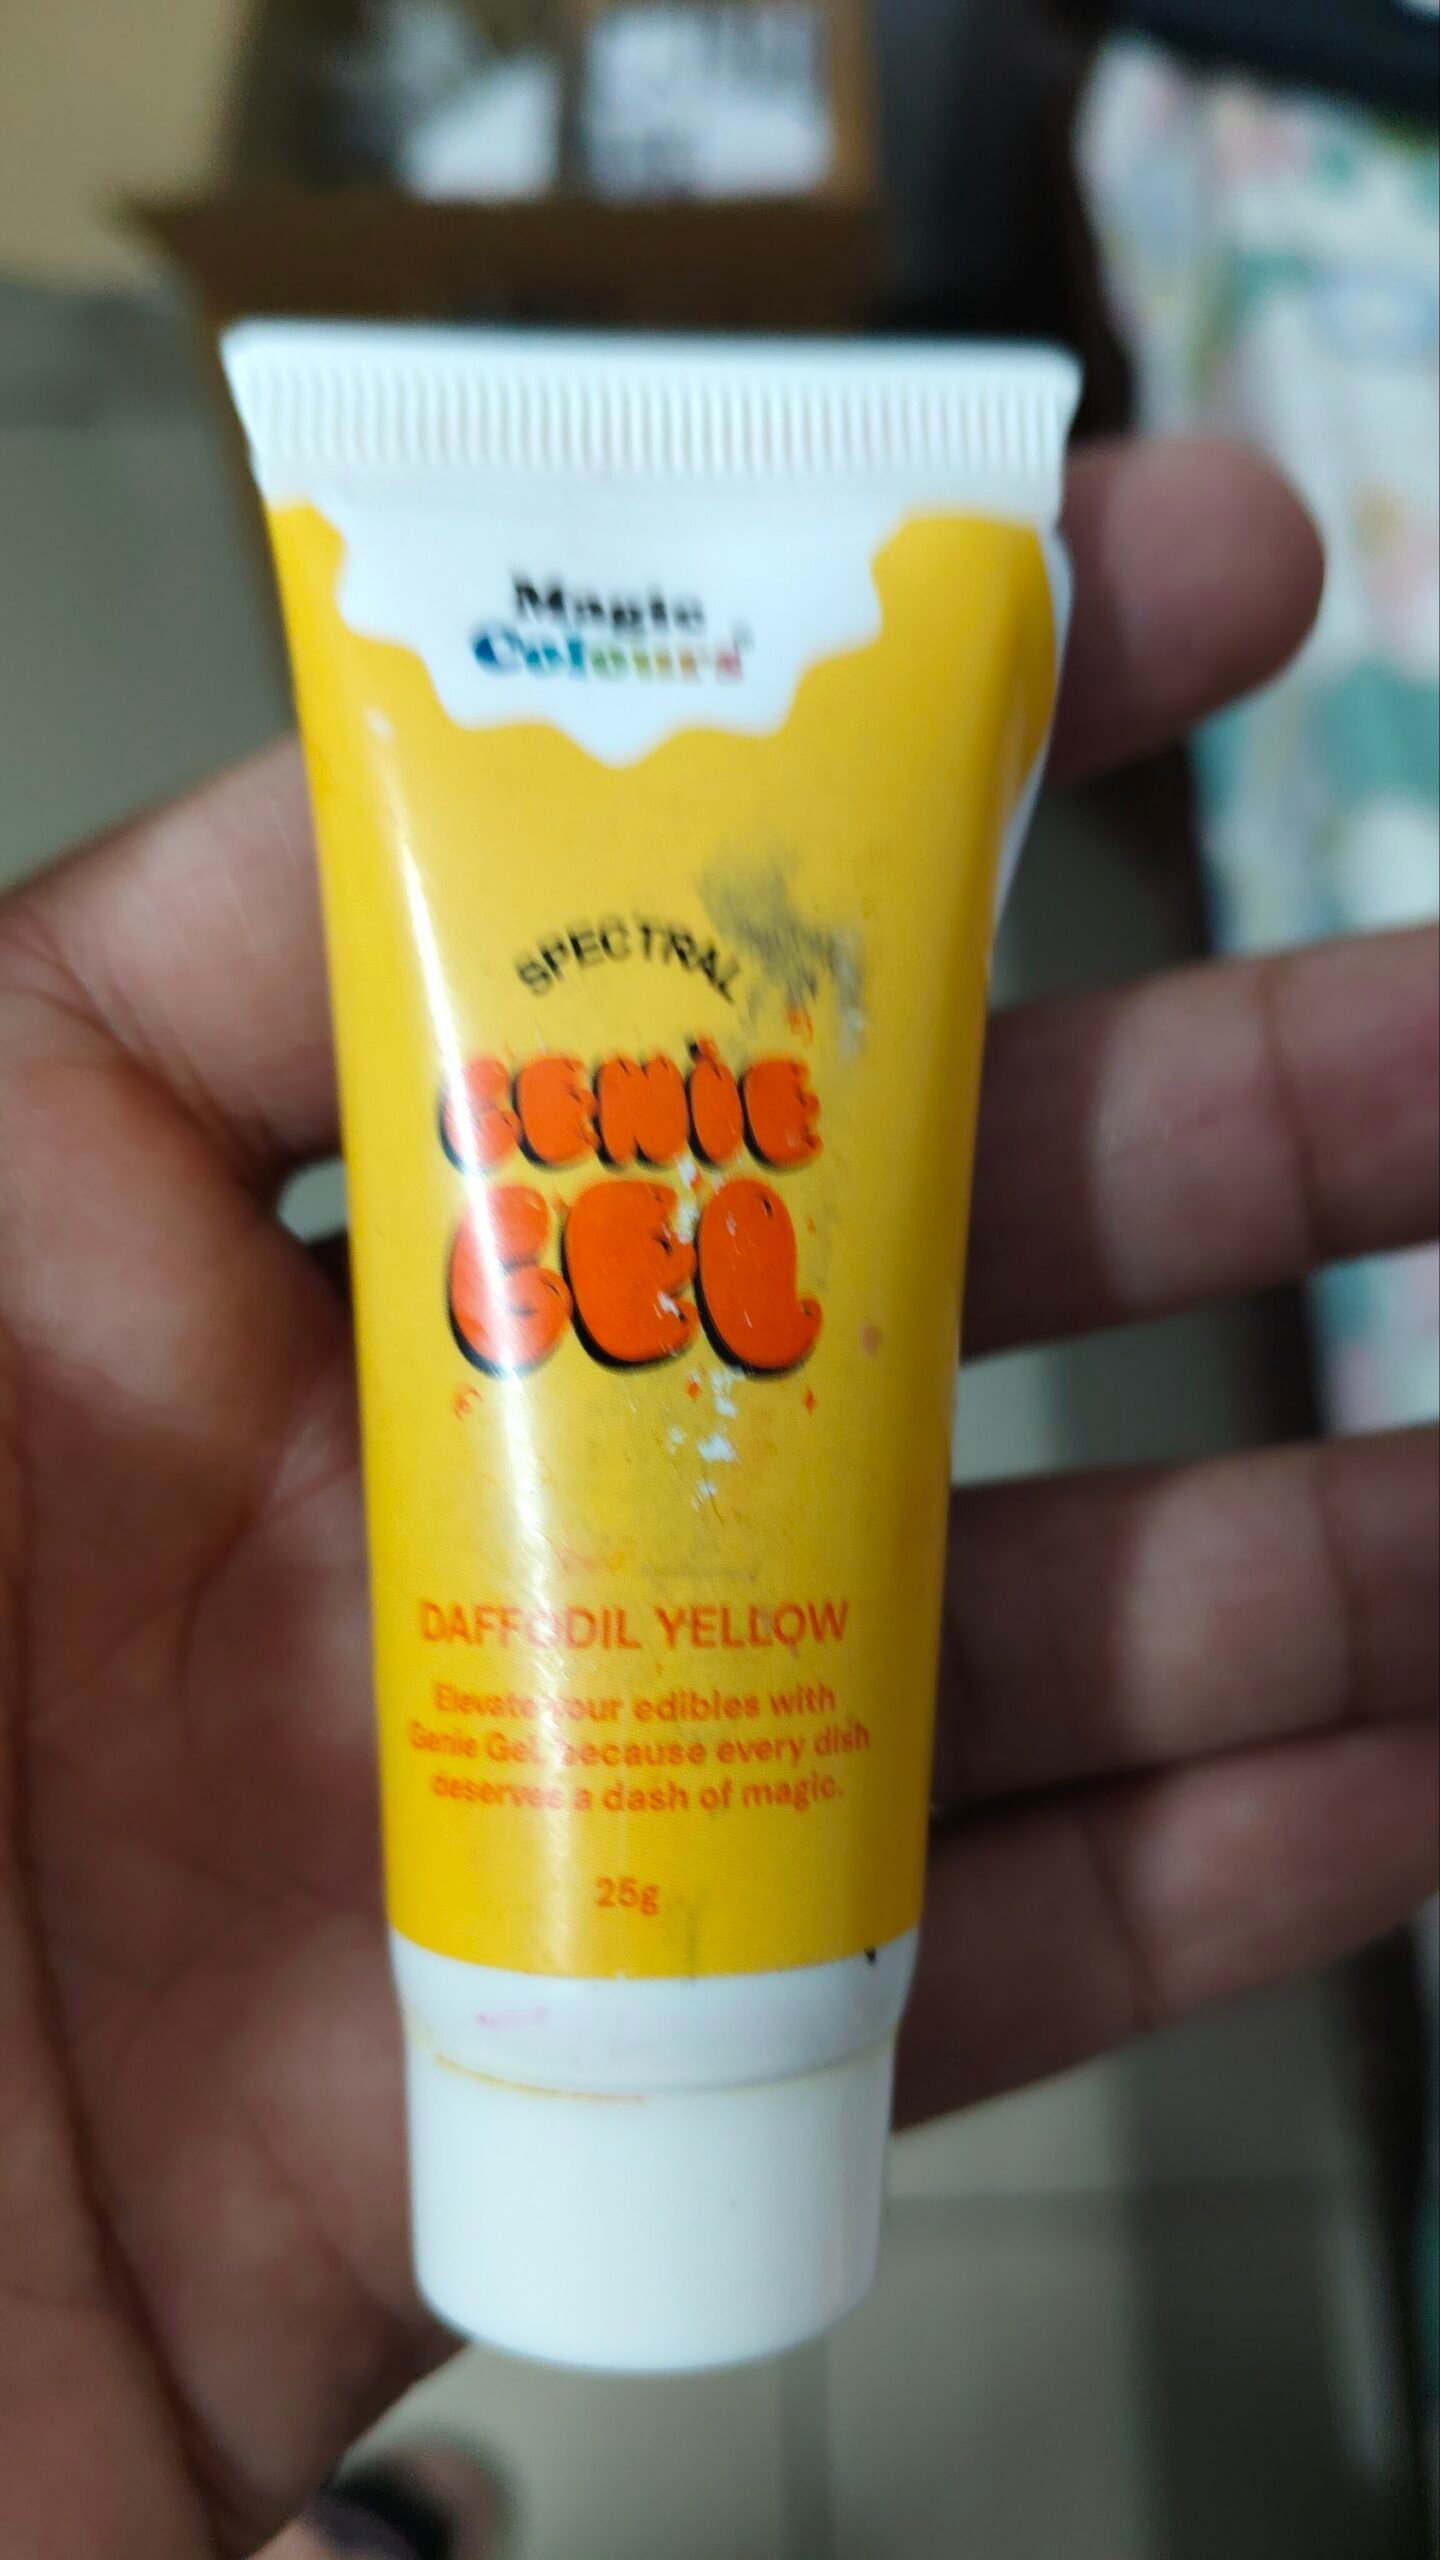 Magic
Colours
SPECTRAL
GENIE
GEL
DAFFODIL YELLOW
Elevate your edibles with
Genie Gel, because every dish
deserves a dash of magic.
25g